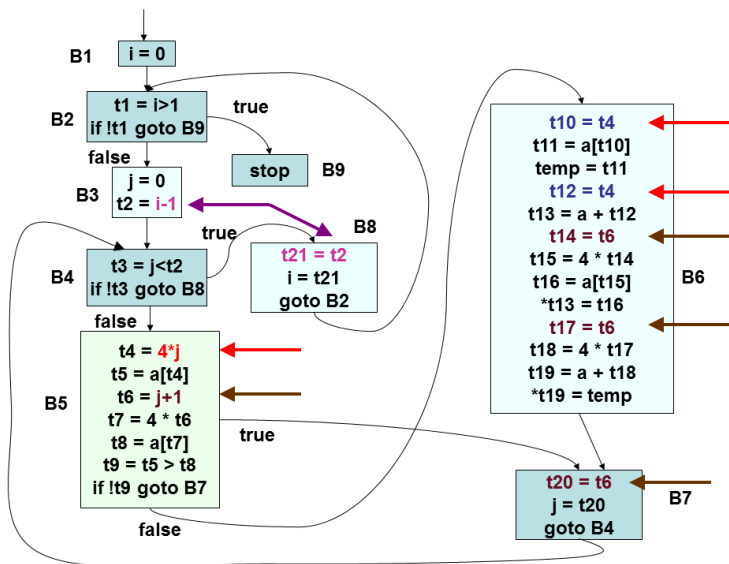 B1
i = 0
B2
t1 = i>1
if !t1 goto B9
true
false
stop
B9
B3
j = 0
t2 = i-1
true
B8
t21 = t2
i = t21
goto B2
B4
t3 = j<t2
if !t3 goto B8
false
B5
t4 = 4*j
t5 = a[t4]
t6 = j+1
t7 = 4 * t6
t8 = a[t7]
t9 = t5 > t8
if !t9 goto B7
true
false
t10 = t4
t11 = a[t10]
temp = t11
t12 = t4
t13 = a + t12
t14 = t6
t15 = 4 * t14
t16 = a[t15]
*t13 = t16
t17 = t6
t18 = 4 * t17
t19 = a + t18
*t19 = temp
B6
t20 = t6
j = t20
goto B4
B7